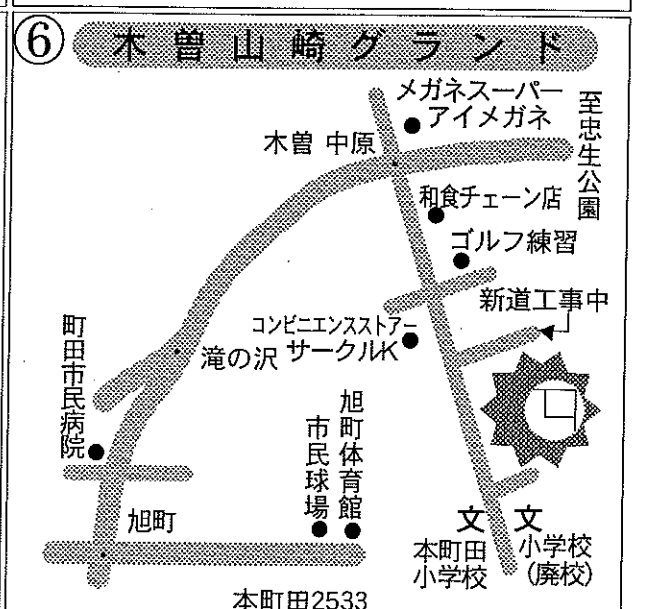 ⑥ 木曽山崎グランド
メガネスーパー
アイメガネ
至忠生公園
木曽 中原
和食チェーン店
ゴルフ練習
新道工事中
コンビニエンスストアー
サークルK
滝の沢
町田市民病院
旭町体育館
市民球場
旭町
文 文
本町田
小学校
小学校
(廃校)
本町田2533